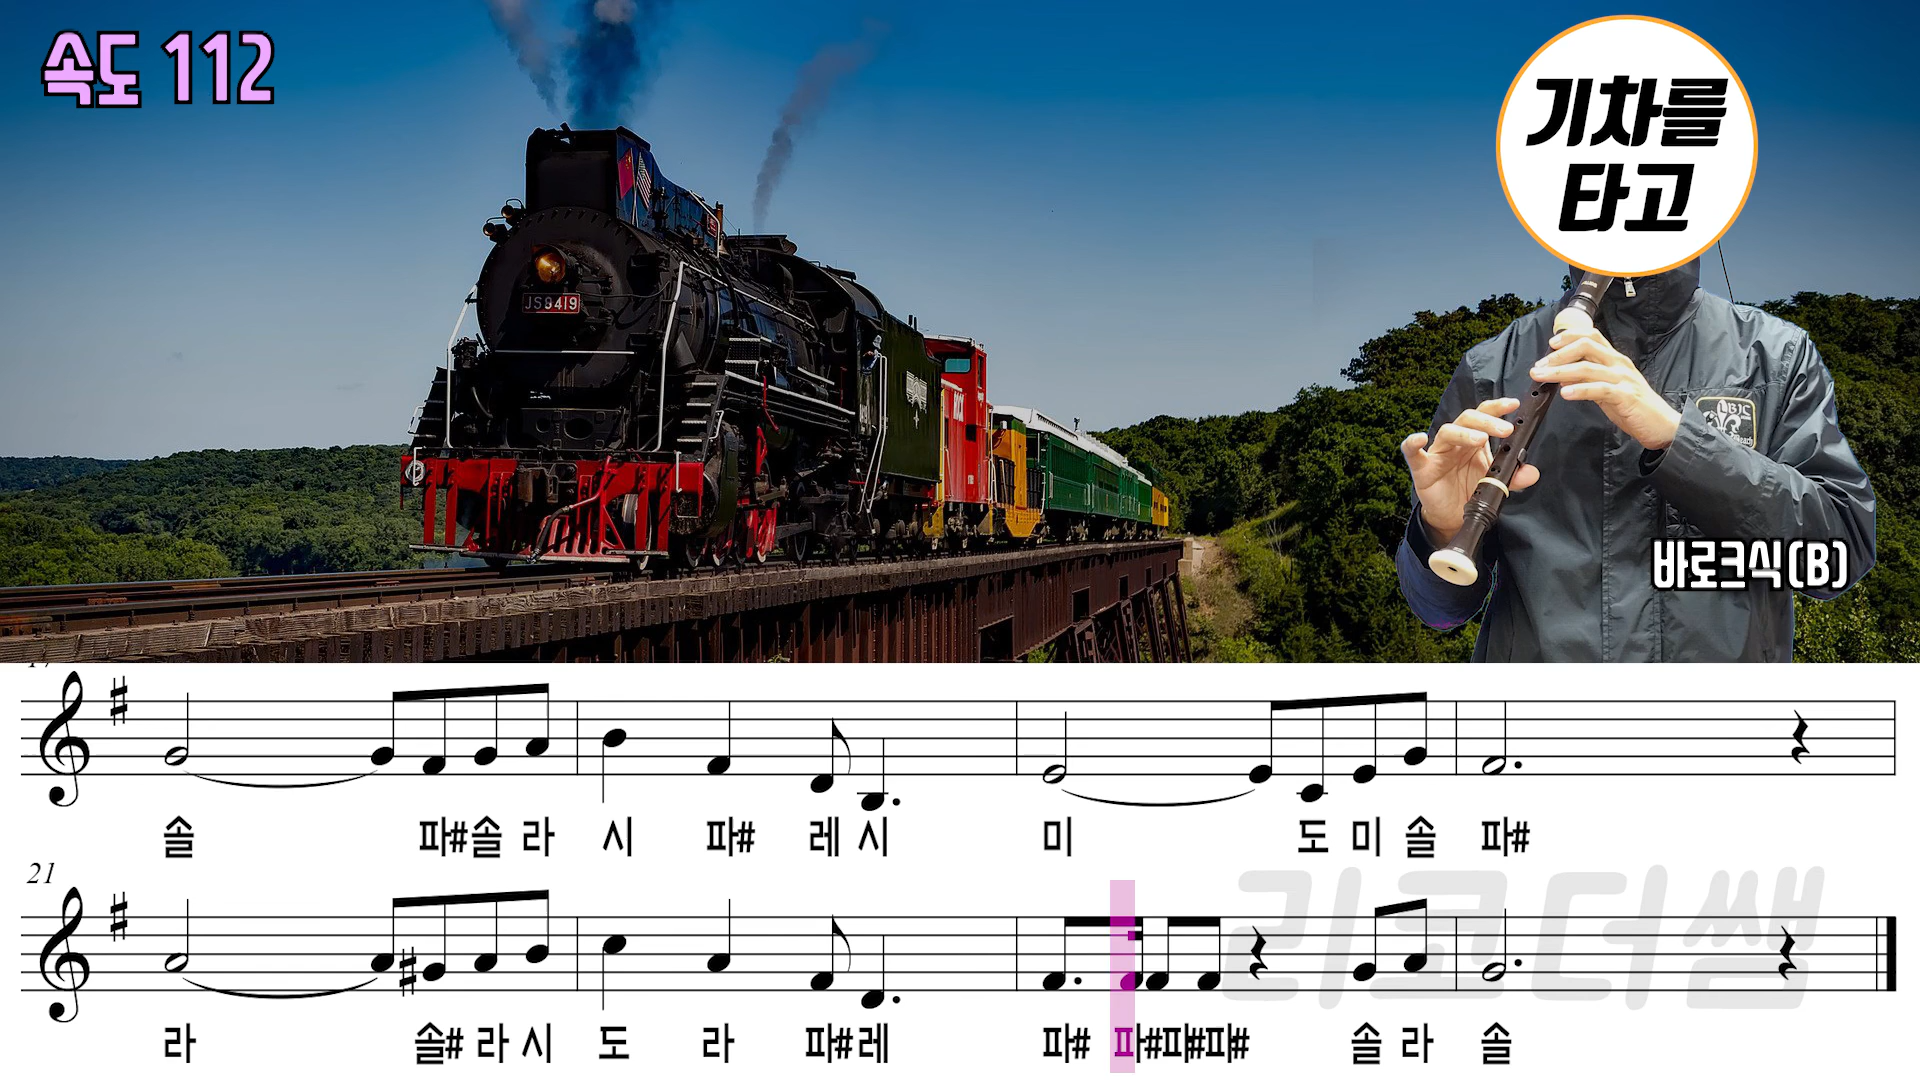 속도 112
기차를
타고
JS8419
BJC
바로크식(B)
솔 파#솔 라 시 파# 레 시 미 도 미 솔 파#
21
리코더쌤
라 솔# 라 시 도 라 파#레 파# 파#파#파# 솔 라 솔